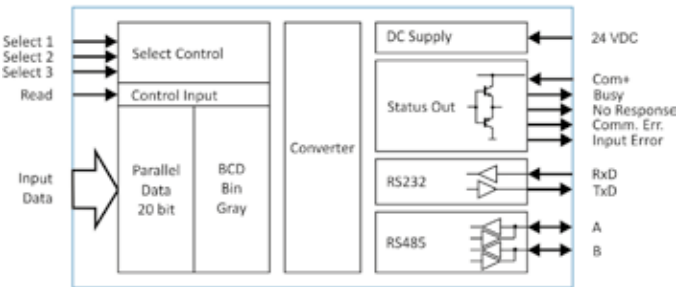 Select 1
Select 2
Select 3
Read
Input
Data
Select Control
Control Input
Parallel
Data
20 bit
BCD
Bin
Gray
Converter
DC Supply
Status Out
RS232
RS485
24 VDC
Com+
Busy
No Response
Comm. Err.
Input Error
RxD
TxD
A
B